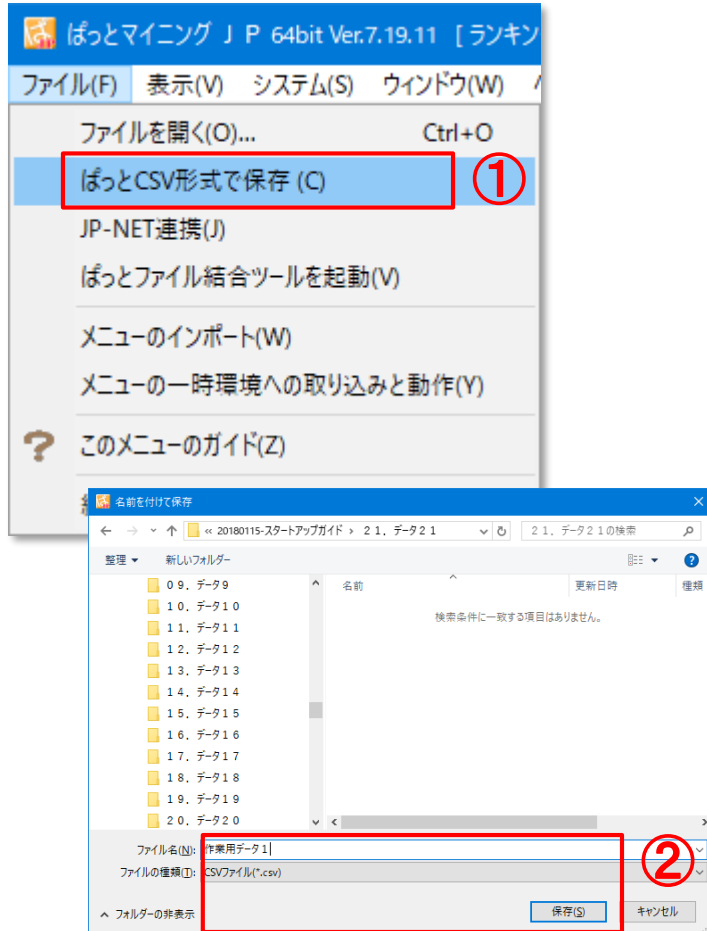 ぱっとマイニング J P 64bit Ver.7.19.11 [ ランキン
ファイル(F) 表示(V) システム(S) ウィンドウ(W)
ファイルを開く(O)... Ctrl+O
ぱっとCSV形式で保存 (C) ①
JP-NET連携(J)
ぱっとファイル結合ツールを起動(V)
メニューのインポート(W)
メニューの一時環境への取り込みと動作(Y)
? このメニューのガイド(Z)
名前を付けて保存
« 20180115-スタートアップガイド › 21. データ21 21. データ21の検索
整理 新しいフォルダー
名前 更新日時 種類
検索条件に一致する項目はありません。
09. データ9
10. データ10
11. データ11
12. データ12
13. データ13
14. データ14
15. データ15
16. データ16
17. データ17
18. データ18
19. データ19
20. データ20
ファイル名(N): 作業用データ1
ファイルの種類(T): CSVファイル(*.csv)
②
フォルダーの非表示 保存(S) キャンセル